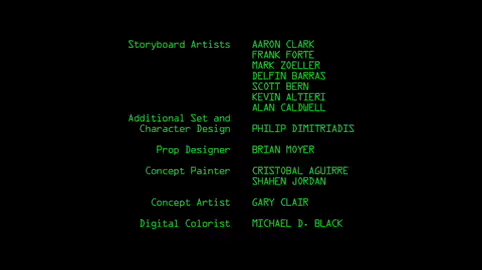 Storyboard Artists AARON CLARK
FRANK FORTE
MARK ZOELLER
DELFIN BARRAS
SCOTT BERN
KEVIN ALTIERI
ALAN CALDWELL
Additional Set and
Character Design PHILIP DIMITRIADIS
Prop Designer BRIAN MOYER
Concept Painter CRISTOBAL AGUIRRE
SHAHEN JORDAN
Concept Artist GARY CLAIR
Digital Colorist MICHAEL D. BLACK